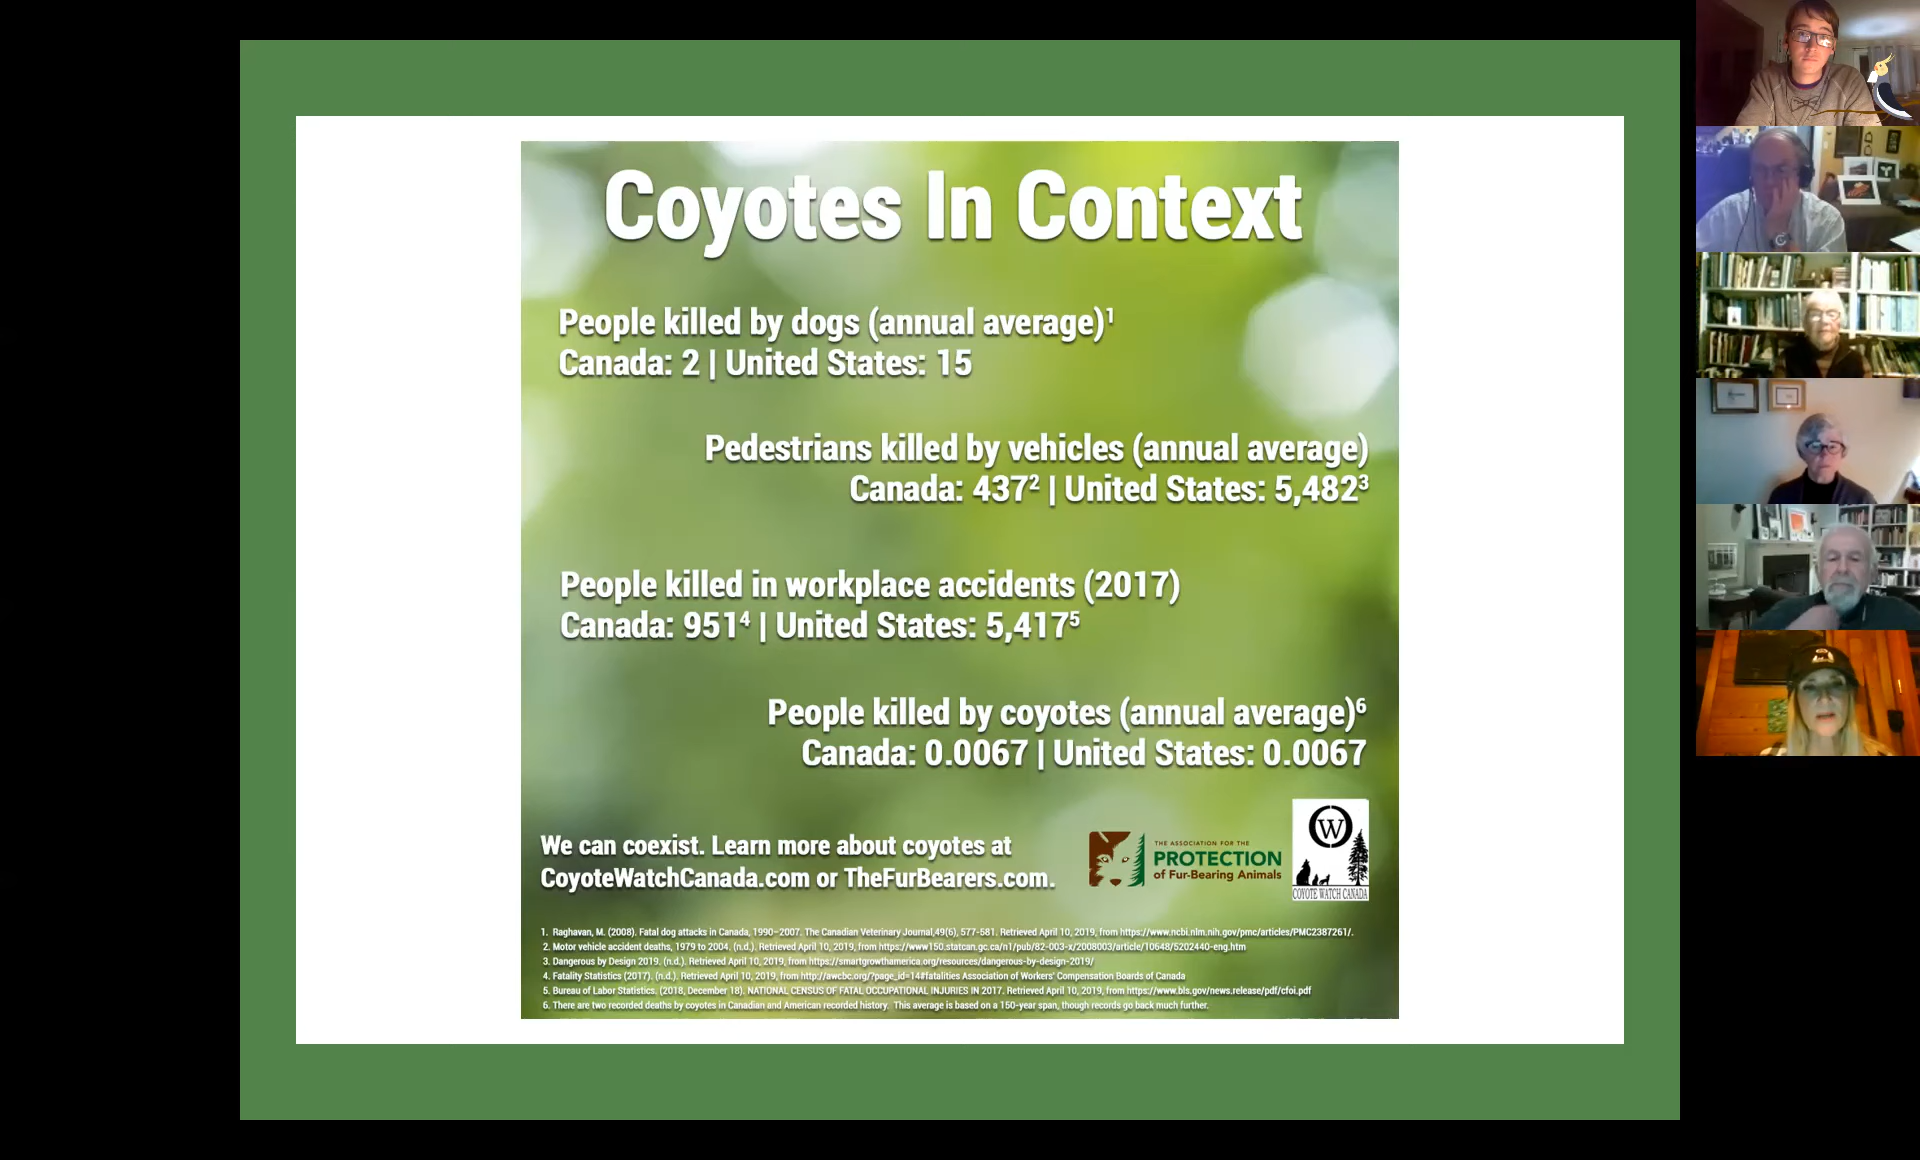 Coyotes In Context
People killed by dogs (annual average)¹
Canada: 2 | United States: 15
Pedestrians killed by vehicles (annual average)
Canada: 437² | United States: 5,482³
People killed in workplace accidents (2017)
Canada: 951⁴ | United States: 5,417⁵
People killed by coyotes (annual average)⁶
Canada: 0.0067 | United States: 0.0067
We can coexist. Learn more about coyotes at
CoyoteWatchCanada.com or TheFurBearers.com.
THE ASSOCIATION FOR THE
PROTECTION
of Fur-Bearing Animals
OW
COYOTE WATCH CANADA
1. Raghavan, M. (2008). Fatal dog attacks in Canada, 1990–2007. The Canadian Veterinary Journal,49(6), 577-581. Retrieved April 10, 2019, from https://www.ncbi.nlm.nih.gov/pmc/articles/PMC2387261/.
2. Motor vehicle accident deaths, 1979 to 2004. (n.d.). Retrieved April 10, 2019, from https://www150.statcan.gc.ca/n1/pub/82-003-x/2008003/article/10648/5202440-eng.htm
3. Dangerous by Design 2019. (n.d.). Retrieved April 10, 2019, from https://smartgrowthamerica.org/resources/dangerous-by-design-2019/
4. Fatality Statistics (2017). (n.d.). Retrieved April 10, 2019, from http://awcbc.org/?page_id=14#fatalities Association of Workers' Compensation Boards of Canada
5. Bureau of Labor Statistics. (2018, December 18). NATIONAL CENSUS OF FATAL OCCUPATIONAL INJURIES IN 2017. Retrieved April 10, 2019, from https://www.bls.gov/news.release/pdf/cfoi.pdf
6. There are two recorded deaths by coyotes in Canadian and American recorded history. This average is based on a 150-year span, though records go back much further.